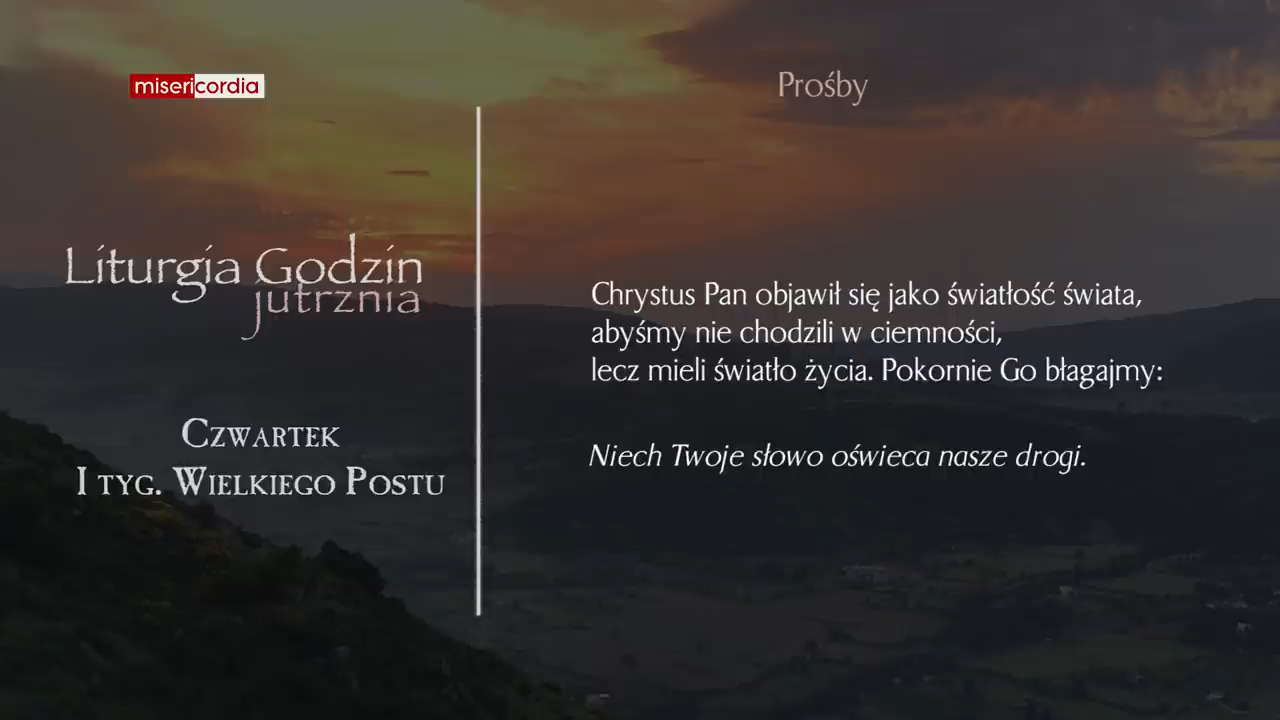 misericordia
Liturgia Godzin
jutrznia
Czwartek
I tyg. Wielkiego Postu
Prośby
Chrystus Pan objawił się jako światłość świata,
abyśmy nie chodzili w ciemności,
lecz mieli światło życia. Pokornie Go błagajmy:
Niech Twoje słowo oświeca nasze drogi.